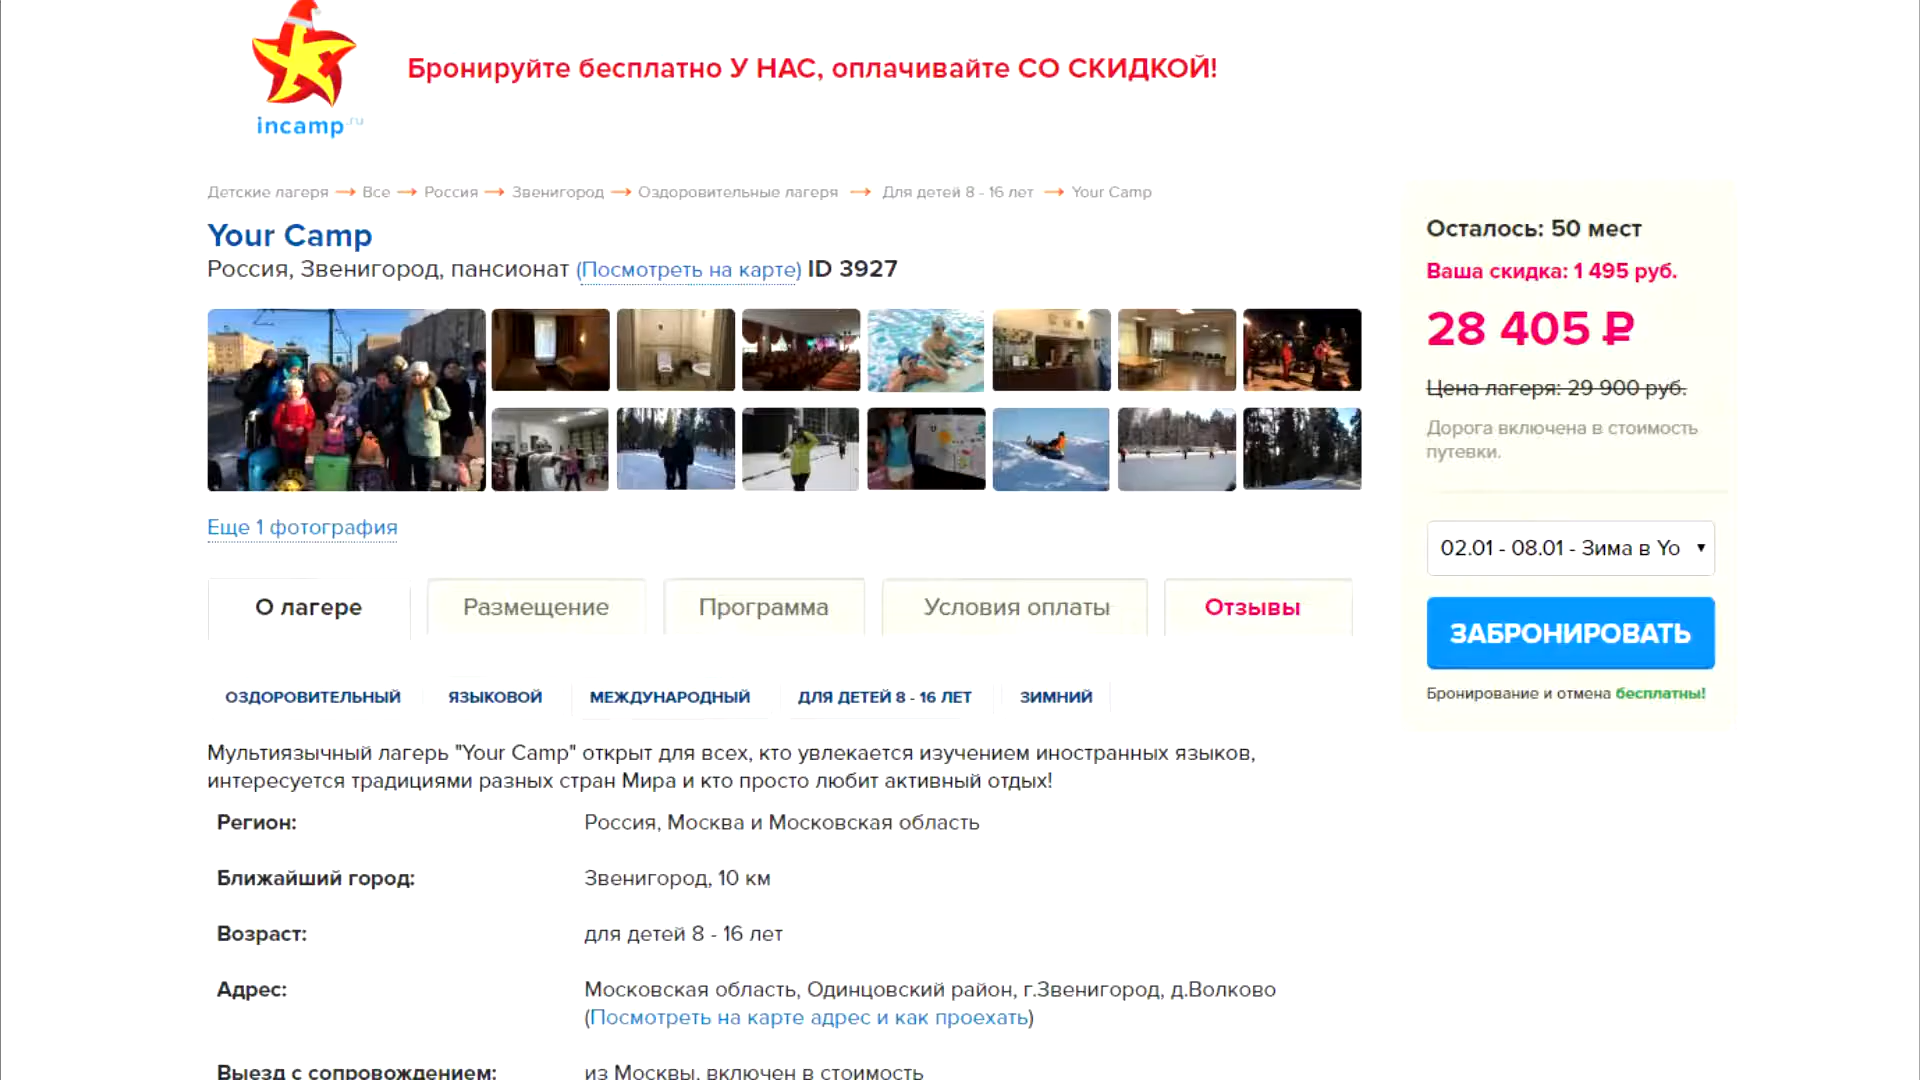 Бронируйте бесплатно У НАС, оплачивайте СО СКИДКОЙ!
incamp.ru
Детские лагеря → Все → Россия → Звенигород → Оздоровительные лагеря → Для детей 8 - 16 лет → Your Camp
Your Camp
Россия, Звенигород, пансионат (Посмотреть на карте) ID 3927
Еще 1 фотография
О лагере
Размещение
Программа
Условия оплаты
Отзывы
ОЗДОРОВИТЕЛЬНЫЙ
ЯЗЫКОВОЙ
МЕЖДУНАРОДНЫЙ
ДЛЯ ДЕТЕЙ 8 - 16 ЛЕТ
ЗИМНИЙ
Мультиязычный лагерь "Your Camp" открыт для всех, кто увлекается изучением иностранных языков,
интересуется традициями разных стран Мира и кто просто любит активный отдых!
Регион: Россия, Москва и Московская область
Ближайший город: Звенигород, 10 км
Возраст: для детей 8 - 16 лет
Адрес: Московская область, Одинцовский район, г.Звенигород, д.Волково
(Посмотреть на карте адрес и как проехать)
Выезд с сопровождением: из Москвы, включен в стоимость
Осталось: 50 мест
Ваша скидка: 1 495 руб.
28 405 ₽
Цена лагеря: 29 900 руб.
Дорога включена в стоимость
путевки.
02.01 - 08.01 - Зима в Yo
ЗАБРОНИРОВАТЬ
Бронирование и отмена бесплатны!